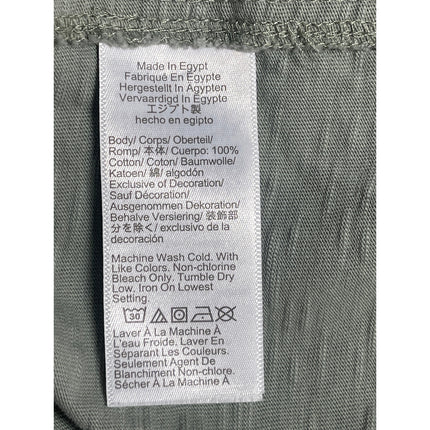 Made In Egypt
Fabriqué En Égypte
Hergestellt In Ägypten
Vervaardigd In Egypte
エジプト製
hecho en egipto
Body/ Corps/ Oberteil/
Romp/ 本体/ Cuerpo: 100%
Cotton/ Coton/ Baumwolle/
Katoen/ 綿/ algodón
Exclusive of Decoration/
Sauf Décoration/
Ausgenommen Dekoration/
Behalve Versiering/ 装飾部
分を除く/ exclusivo de la
decoración
Machine Wash Cold. With
Like Colors. Non-chlorine
Bleach Only. Tumble Dry
Low. Iron On Lowest
Setting.
30
Laver À La Machine À
L'eau Froide. Laver En
Séparant Les Couleurs.
Seulement Agent De
Blanchiment Non-chlore.
Sécher À La Machine À